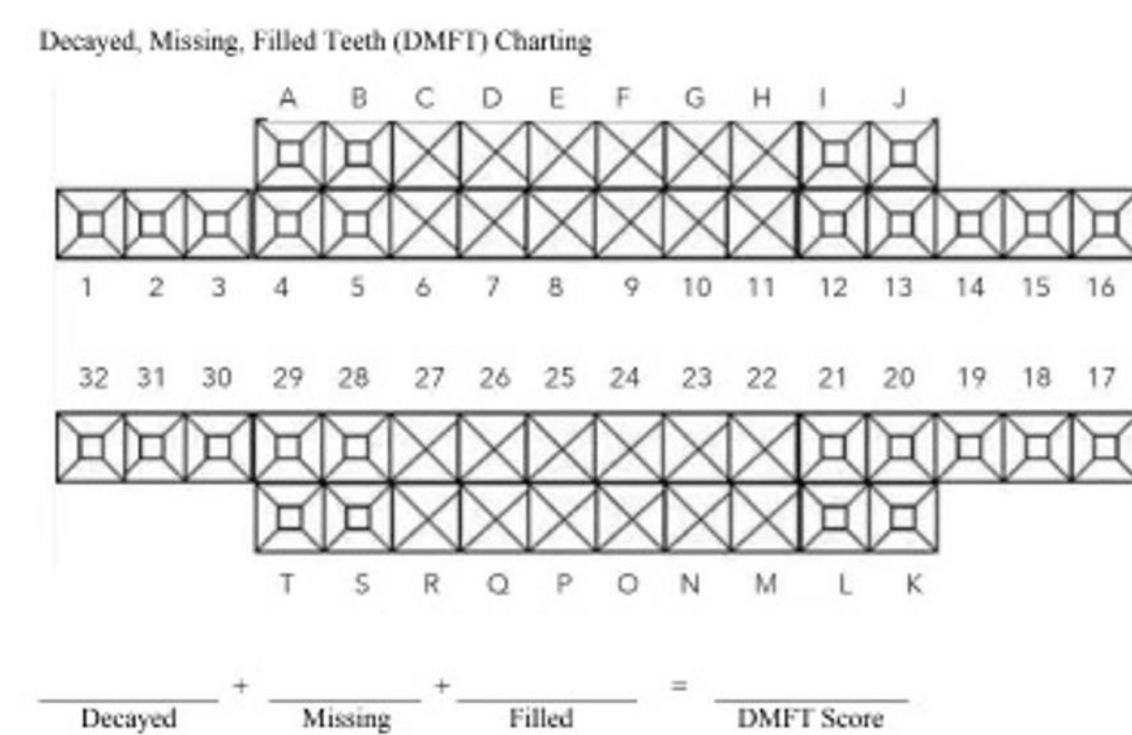 Decayed, Missing, Filled Teeth (DMFT) Charting
A B C D E F G H I J
1 2 3 4 5 6 7 8 9 10 11 12 13 14 15 16
32 31 30 29 28 27 26 25 24 23 22 21 20 19 18 17
T S R Q P O N M L K
+ + =
Decayed Missing Filled DMFT Score